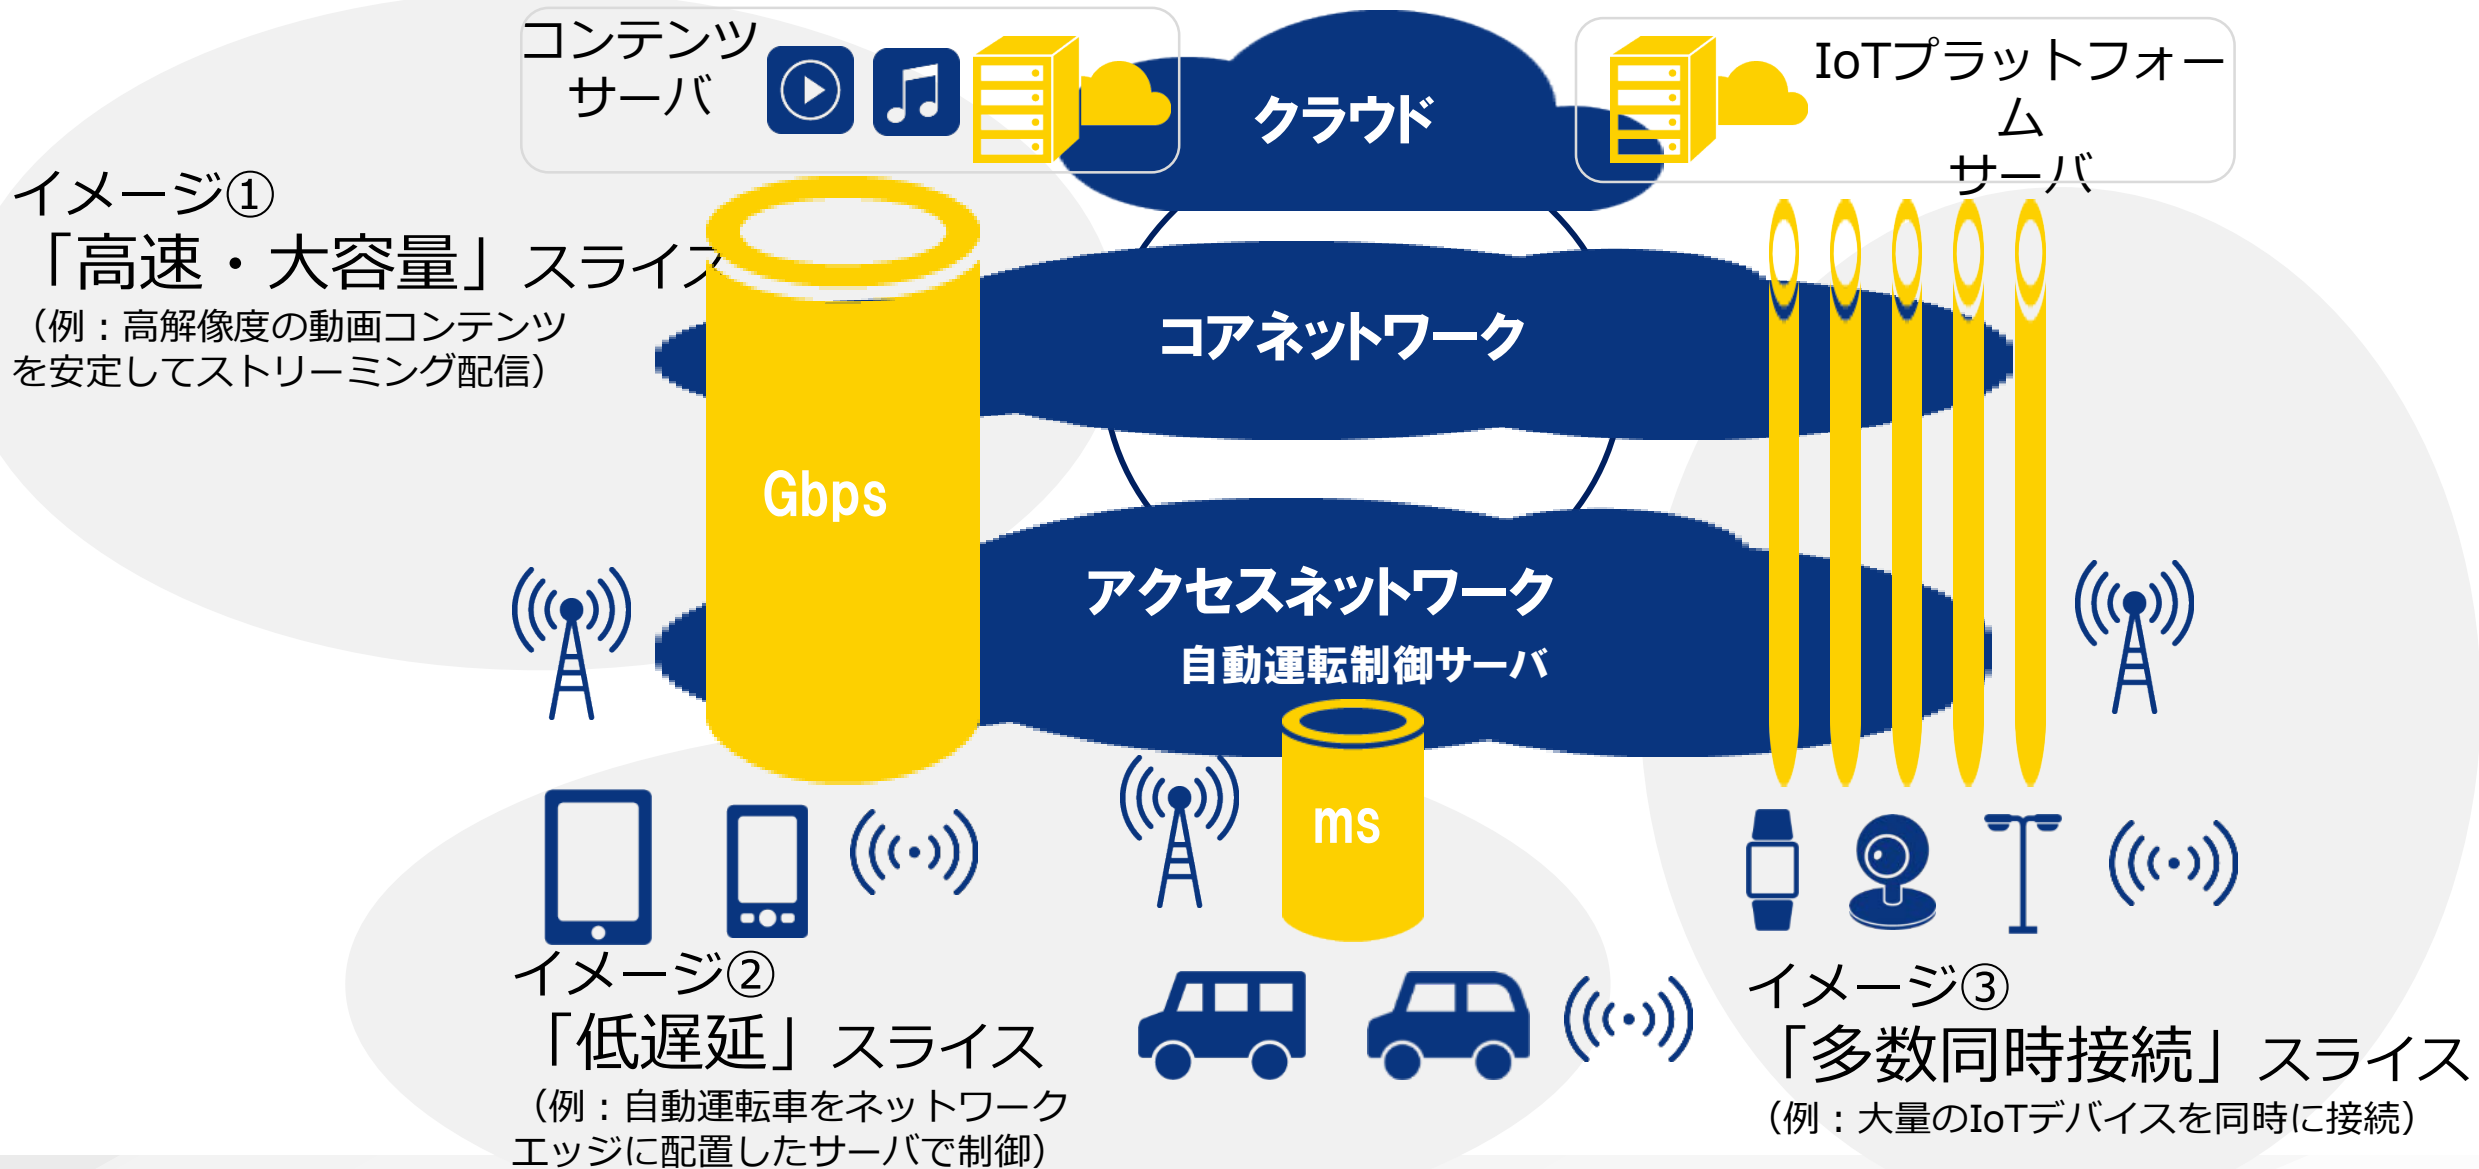 コンテンツ
サーバ
クラウド
IoTプラットフォー
ム
サーバ
イメージ①
「高速・大容量」スライス
（例：高解像度の動画コンテンツ
を安定してストリーミング配信）
コアネットワーク
Gbps
アクセスネットワーク
自動運転制御サーバ
ms
イメージ②
「低遅延」スライス
（例：自動運転車をネットワーク
エッジに配置したサーバで制御）
イメージ③
「多数同時接続」スライス
（例：大量のIoTデバイスを同時に接続）